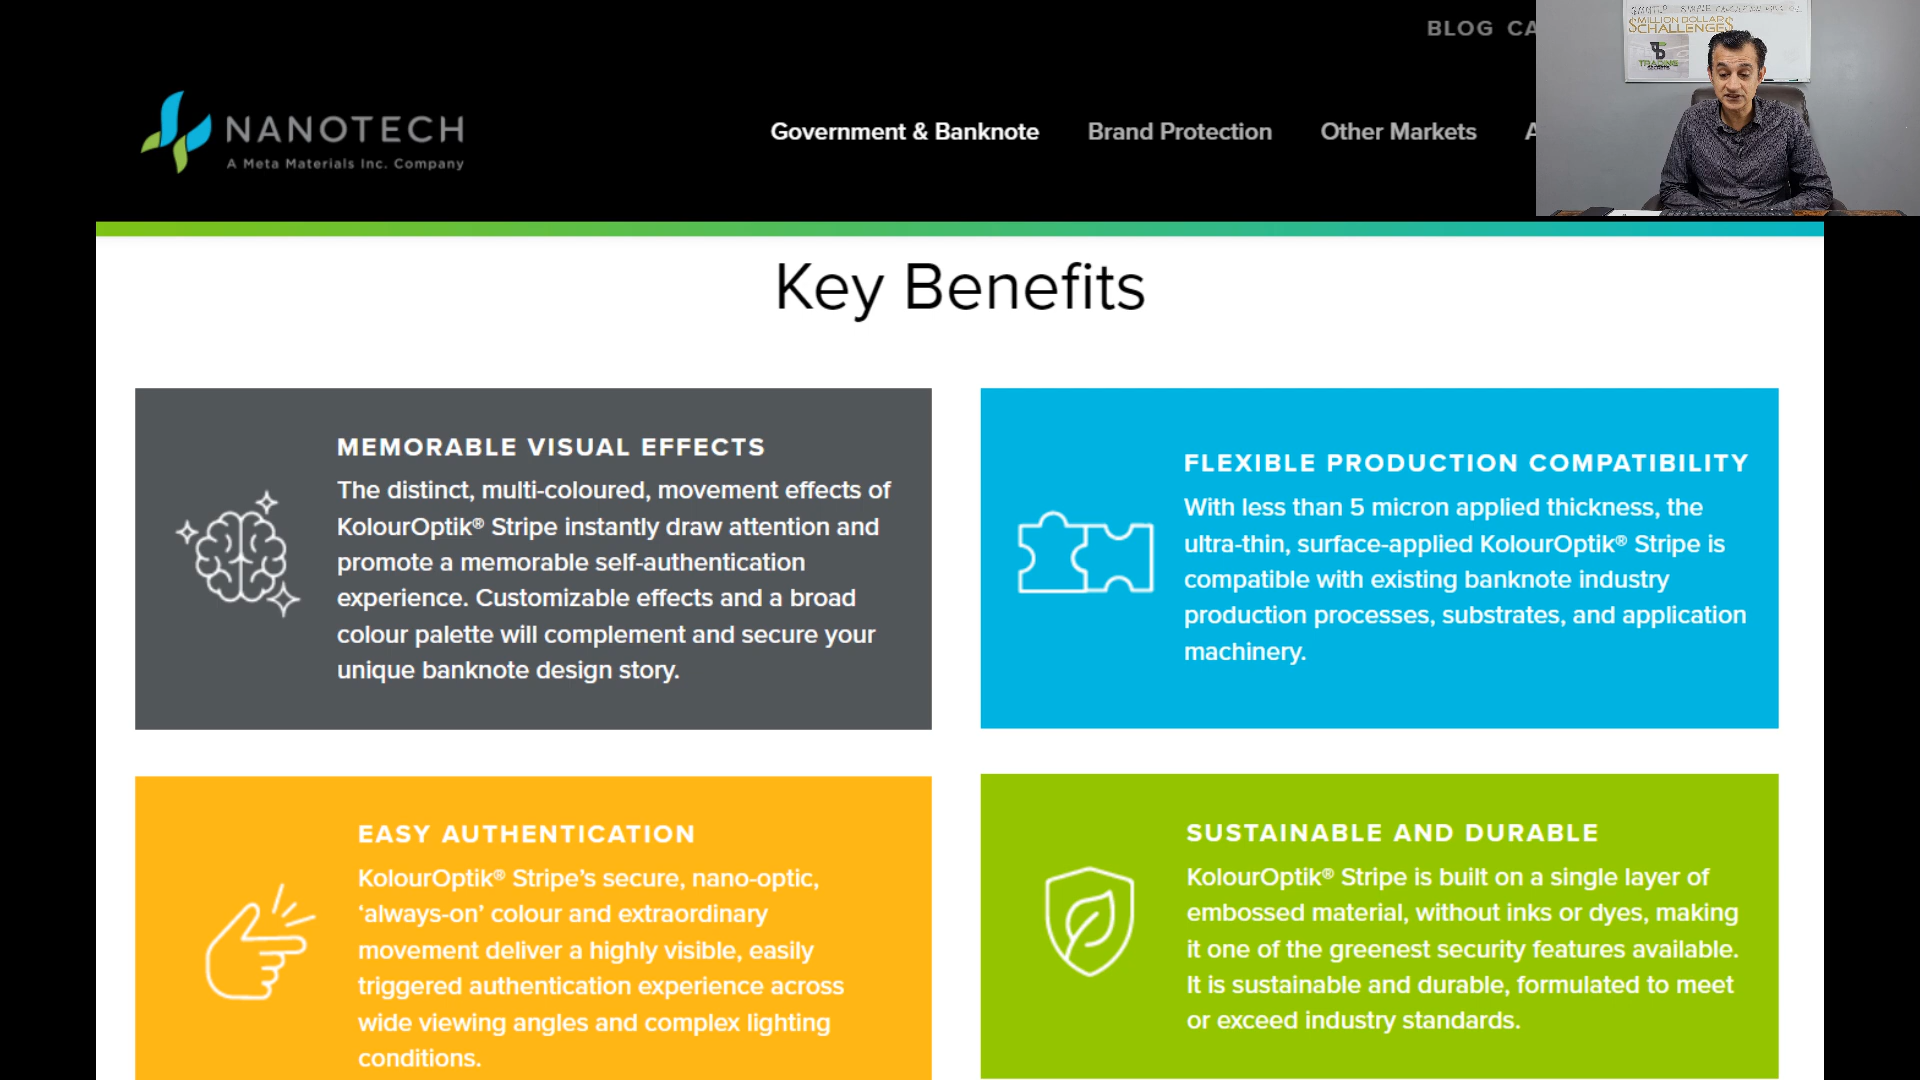 BLOG CA
NANOTECH
A Meta Materials Inc. Company
Government & Banknote
Brand Protection
Other Markets
A
MILLION DOLLAR
CHALLENGES
TRADING
SECRETS
Key Benefits
MEMORABLE VISUAL EFFECTS
The distinct, multi-coloured, movement effects of
KolourOptik® Stripe instantly draw attention and
promote a memorable self-authentication
experience. Customizable effects and a broad
colour palette will complement and secure your
unique banknote design story.
FLEXIBLE PRODUCTION COMPATIBILITY
With less than 5 micron applied thickness, the
ultra-thin, surface-applied KolourOptik® Stripe is
compatible with existing banknote industry
production processes, substrates, and application
machinery.
EASY AUTHENTICATION
KolourOptik® Stripe’s secure, nano-optic,
‘always-on’ colour and extraordinary
movement deliver a highly visible, easily
triggered authentication experience across
wide viewing angles and complex lighting
conditions.
SUSTAINABLE AND DURABLE
KolourOptik® Stripe is built on a single layer of
embossed material, without inks or dyes, making
it one of the greenest security features available.
It is sustainable and durable, formulated to meet
or exceed industry standards.